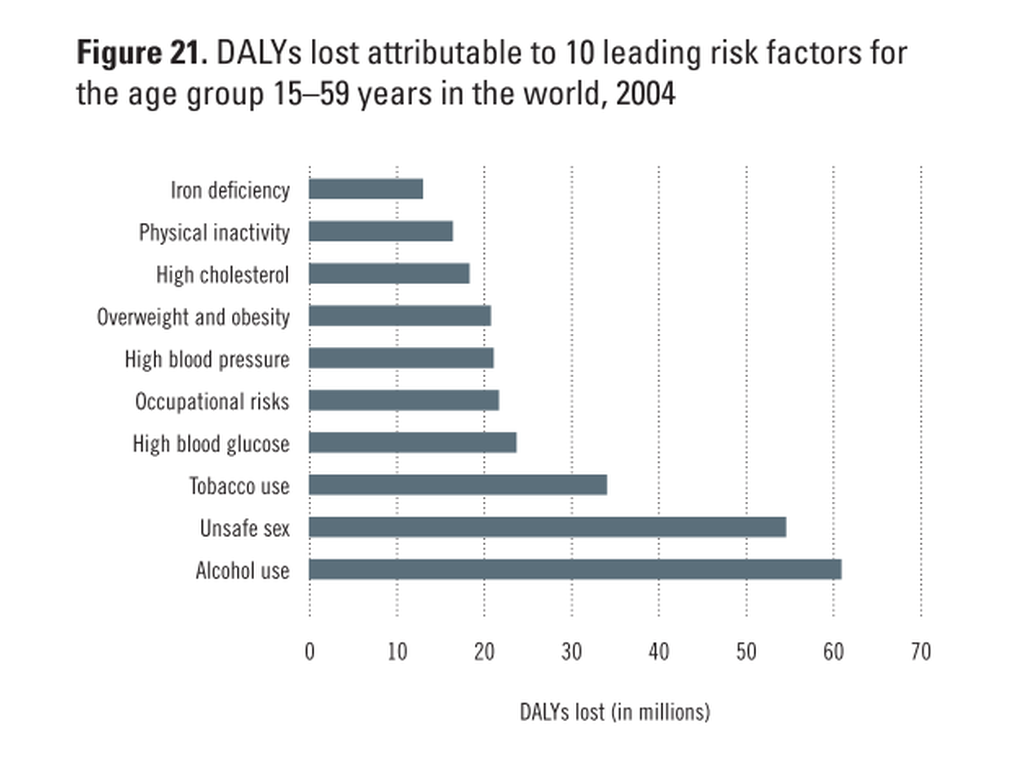 Figure 21. DALYs lost attributable to 10 leading risk factors for
the age group 15–59 years in the world, 2004
Iron deficiency
Physical inactivity
High cholesterol
Overweight and obesity
High blood pressure
Occupational risks
High blood glucose
Tobacco use
Unsafe sex
Alcohol use
0 10 20 30 40 50 60 70
DALYs lost (in millions)